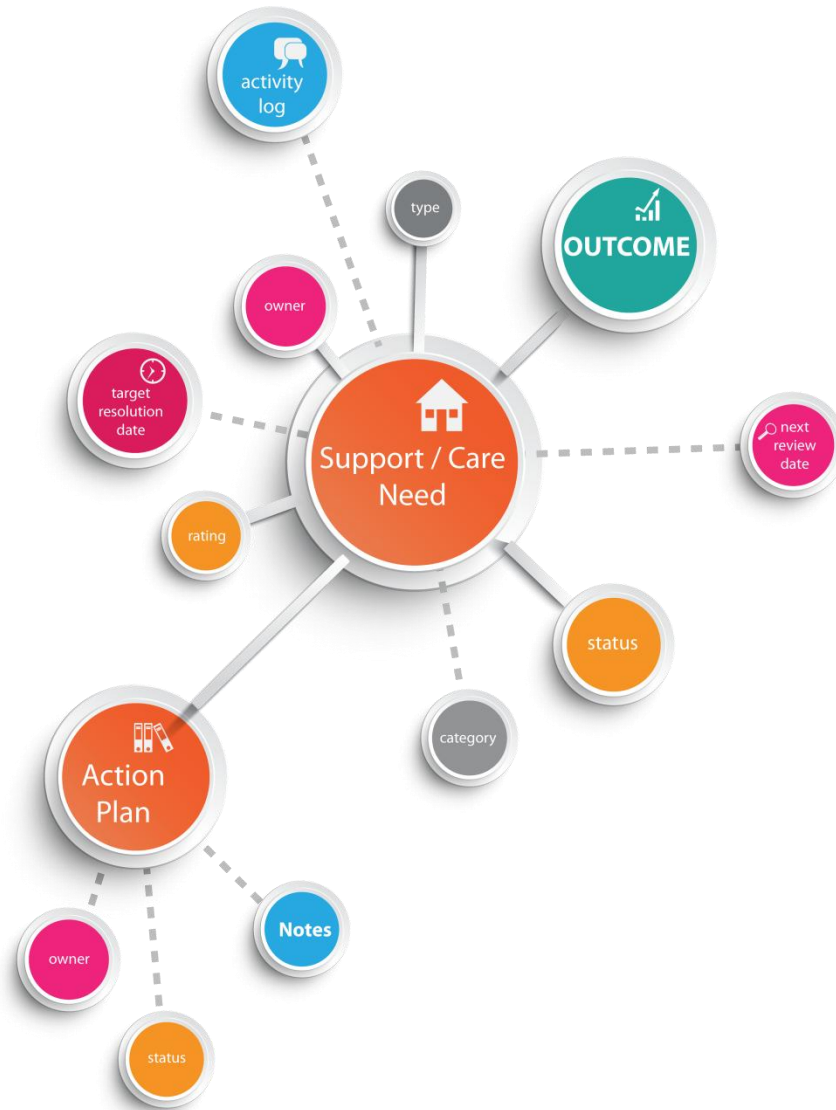 activity
log
type
OUTCOME
owner
target
resolution
date
Support / Care
Need
next
review
date
rating
status
category
Action
Plan
Notes
owner
status